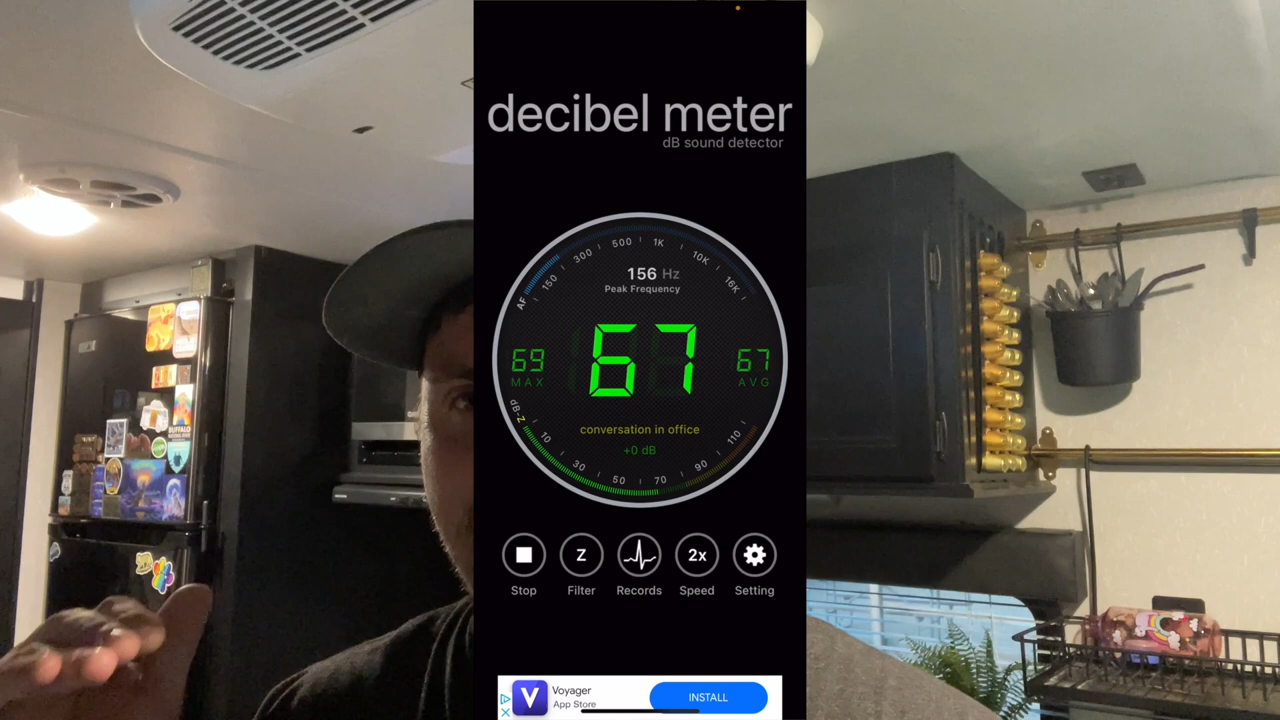 decibel meter
dB sound detector
AF 150 300 500 1K 10K 16K
156 Hz
Peak Frequency
67
69
MAX
67
AVG
dB-Z
conversation in office
+0 dB
10 30 50 70 90 110
Z
2x
Stop Filter Records Speed Setting
V
Voyager
App Store
INSTALL
BUFFALO